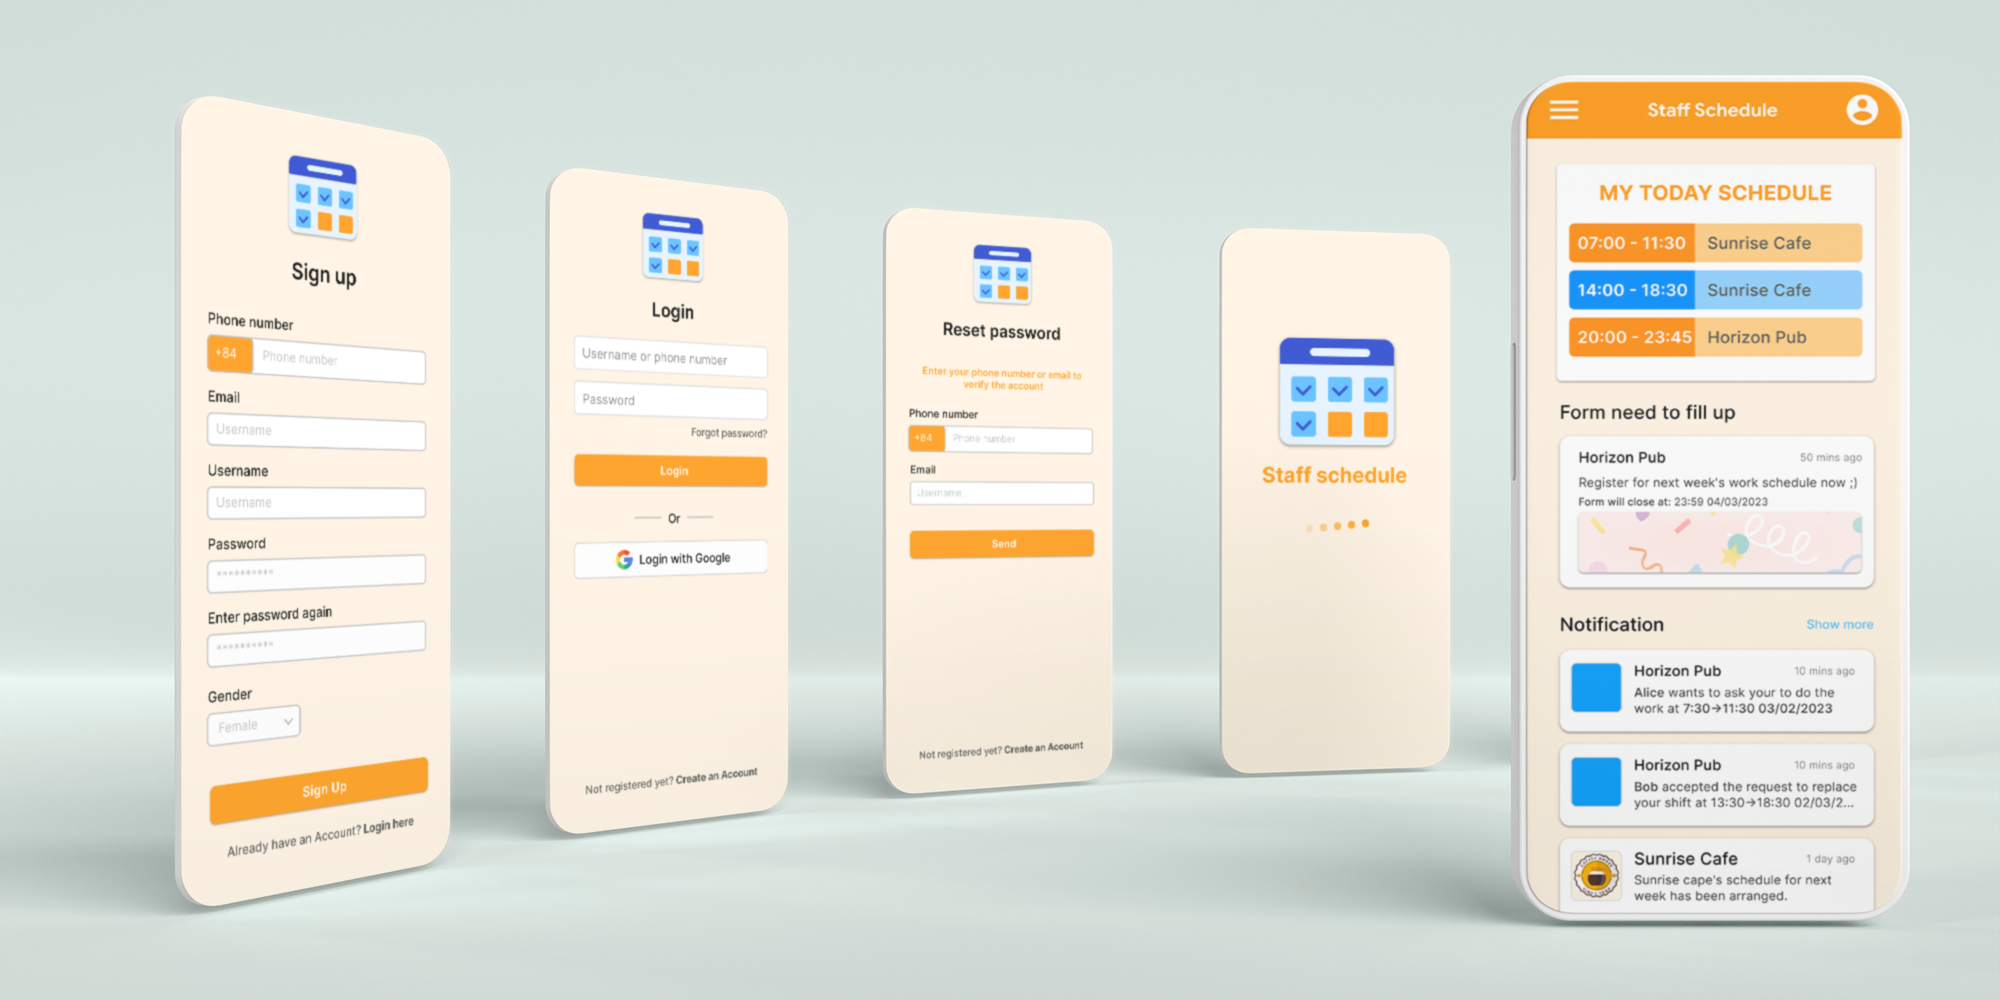 Sign up
Phone number
+84
Phone number
Email
Username
Username
Username
Password
**********
Enter password again
**********
Gender
Female
Sign Up
Already have an Account? Login here
Login
Username or phone number
Password
Forgot password?
Login
Or
Login with Google
Not registered yet? Create an Account
Reset password
Enter your phone number or email to
verify the account
Phone number
+84
Phone number
Email
Username
Send
Not registered yet? Create an Account
Staff schedule
Staff Schedule
MY TODAY SCHEDULE
07:00 - 11:30 Sunrise Cafe
14:00 - 18:30 Sunrise Cafe
20:00 - 23:45 Horizon Pub
Form need to fill up
Horizon Pub 50 mins ago
Register for next week's work schedule now ;)
Form will close at: 23:59 04/03/2023
Notification Show more
Horizon Pub 10 mins ago
Alice wants to ask your to do the
work at 7:30→11:30 03/02/2023
Horizon Pub 10 mins ago
Bob accepted the request to replace
your shift at 13:30→18:30 02/03/2...
Sunrise Cafe 1 day ago
Sunrise cape's schedule for next
week has been arranged.